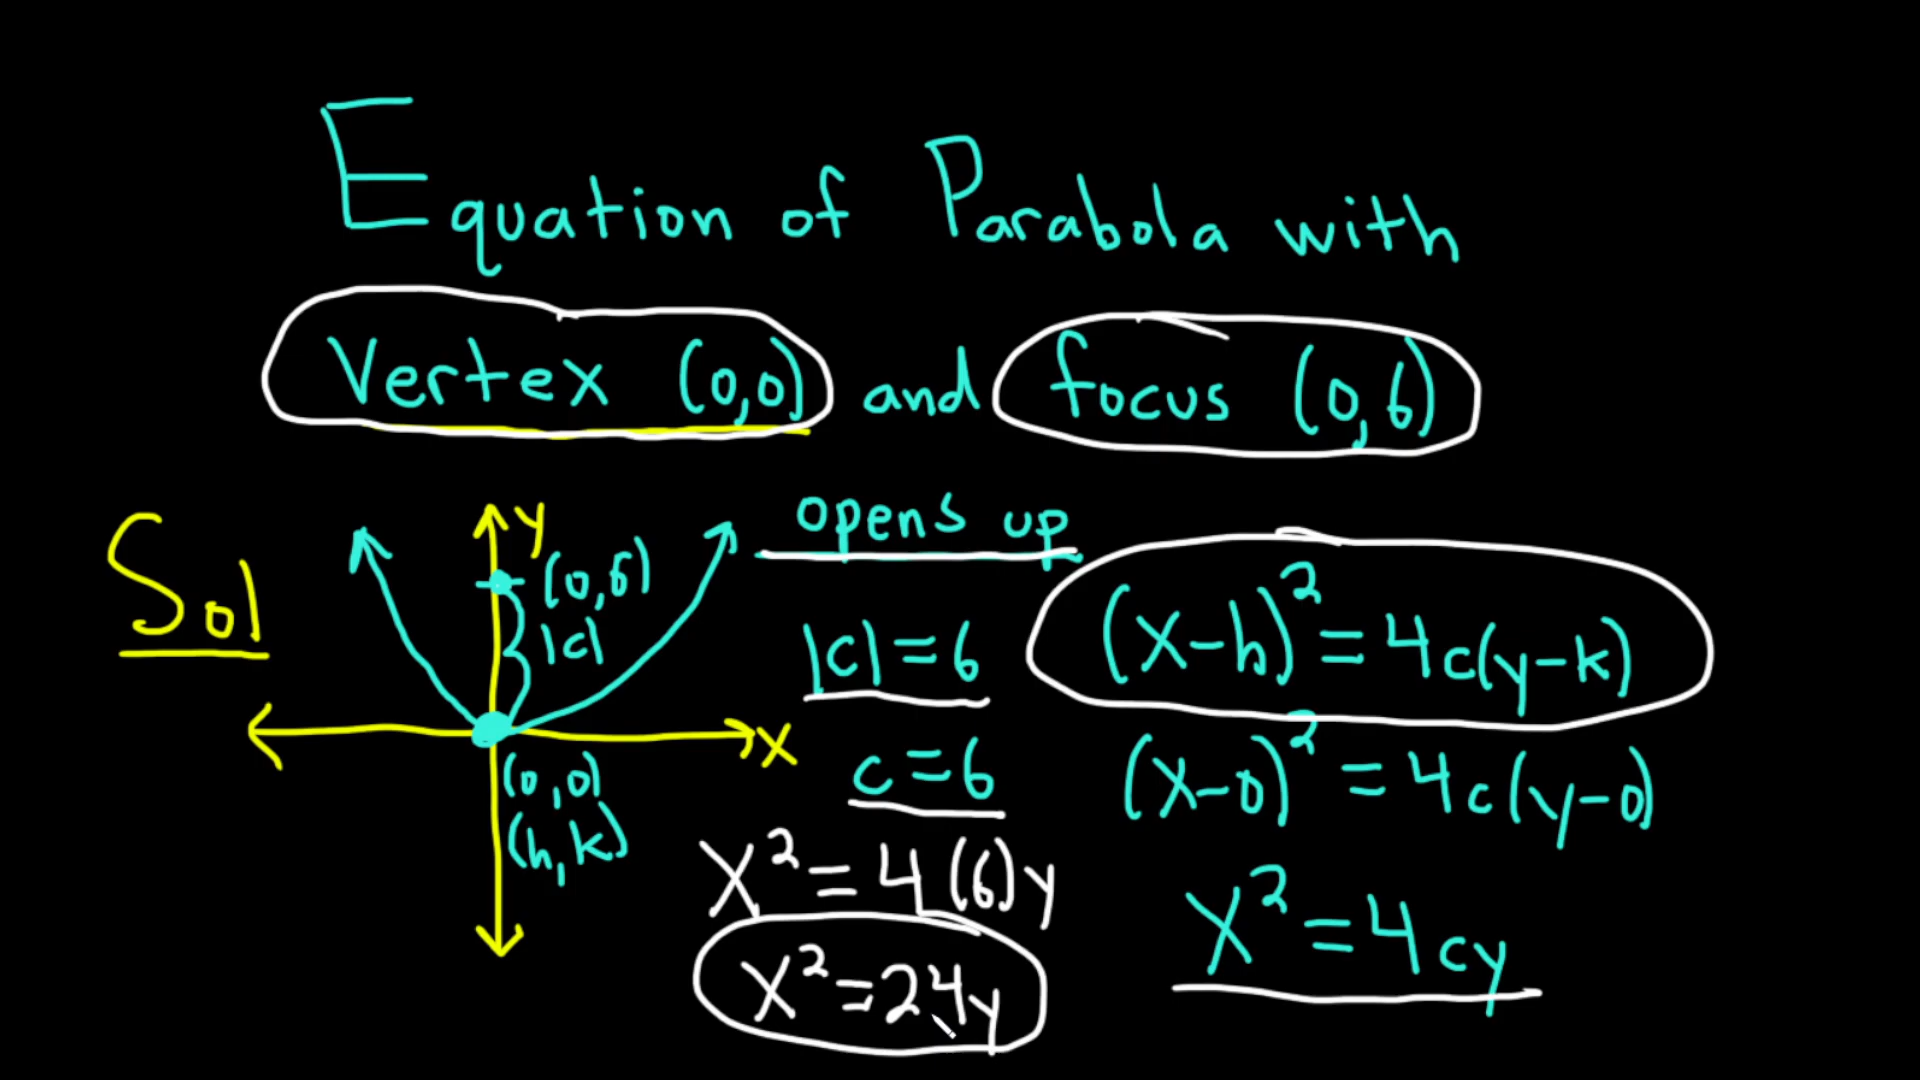 Equation of Parabola with
Vertex (0,0) and focus (0,6)
Sol
y
(0,6)
|c|
x
(0,0)
(h,k)
opens up
|c|=6
c=6
(x-h)²=4c(y-k)
(x-0)²=4c(y-0)
x²=4cy
x²=4(6)y
x²=24y